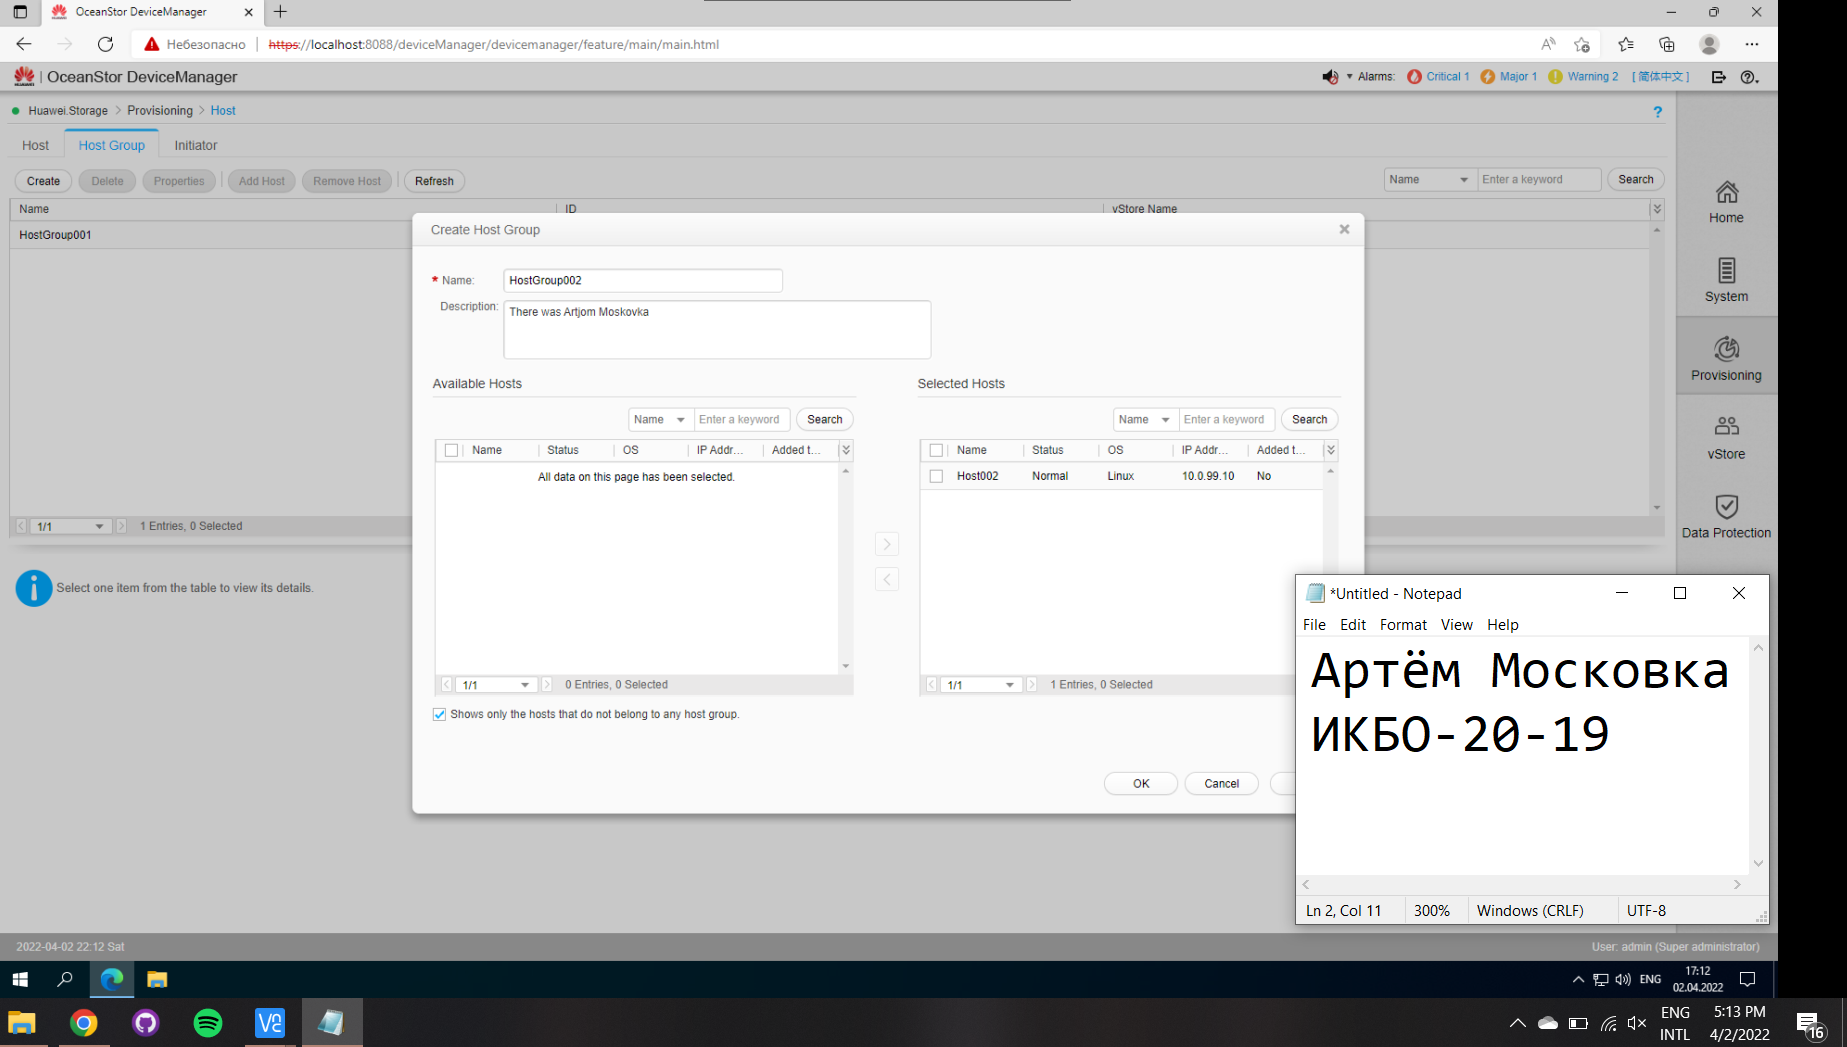 OceanStor DeviceManager
Небезопасно
https://localhost:8088/deviceManager/devicemanager/feature/main/main.html
HUAWEI
OceanStor DeviceManager
Alarms: Critical 1 Major 1 Warning 2 [ 简体中文 ]
Huawei.Storage > Provisioning > Host
?
Host Host Group Initiator
Create Delete Properties Add Host Remove Host Refresh
Name Enter a keyword Search
Name ID vStore Name
HostGroup001
1/1 1 Entries, 0 Selected
Select one item from the table to view its details.
Home
System
Provisioning
vStore
Data Protection
Create Host Group
* Name: HostGroup002
Description: There was Artjom Moskovka
Available Hosts
Name Enter a keyword Search
Name Status OS IP Addr... Added t...
All data on this page has been selected.
1/1 0 Entries, 0 Selected
Shows only the hosts that do not belong to any host group.
Selected Hosts
Name Enter a keyword Search
Name Status OS IP Addr... Added t...
Host002 Normal Linux 10.0.99.10 No
1/1 1 Entries, 0 Selected
OK Cancel
*Untitled - Notepad
File Edit Format View Help
Артём Московка
ИКБО-20-19
Ln 2, Col 11 300% Windows (CRLF) UTF-8
2022-04-02 22:12 Sat
User: admin (Super administrator)
ENG
17:12
02.04.2022
VC
ENG
INTL
5:13 PM
4/2/2022
16